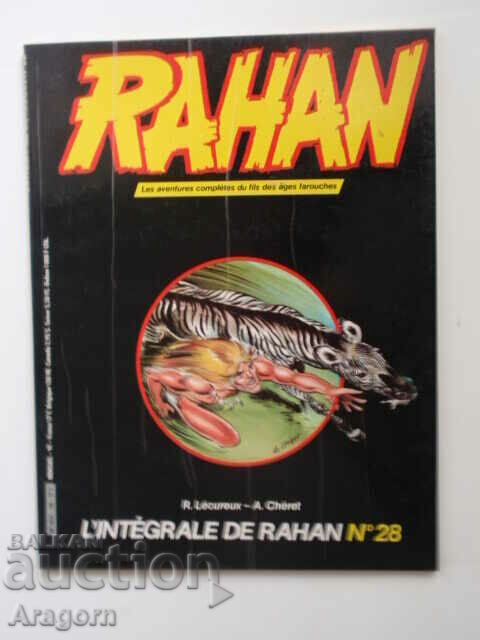 RAHAN
Les aventures complètes du fils des âges farouches
R. Lécureux – A. Chéret
L'INTÉGRALE DE RAHAN N° 28
BALKAN
auction
Aragorn